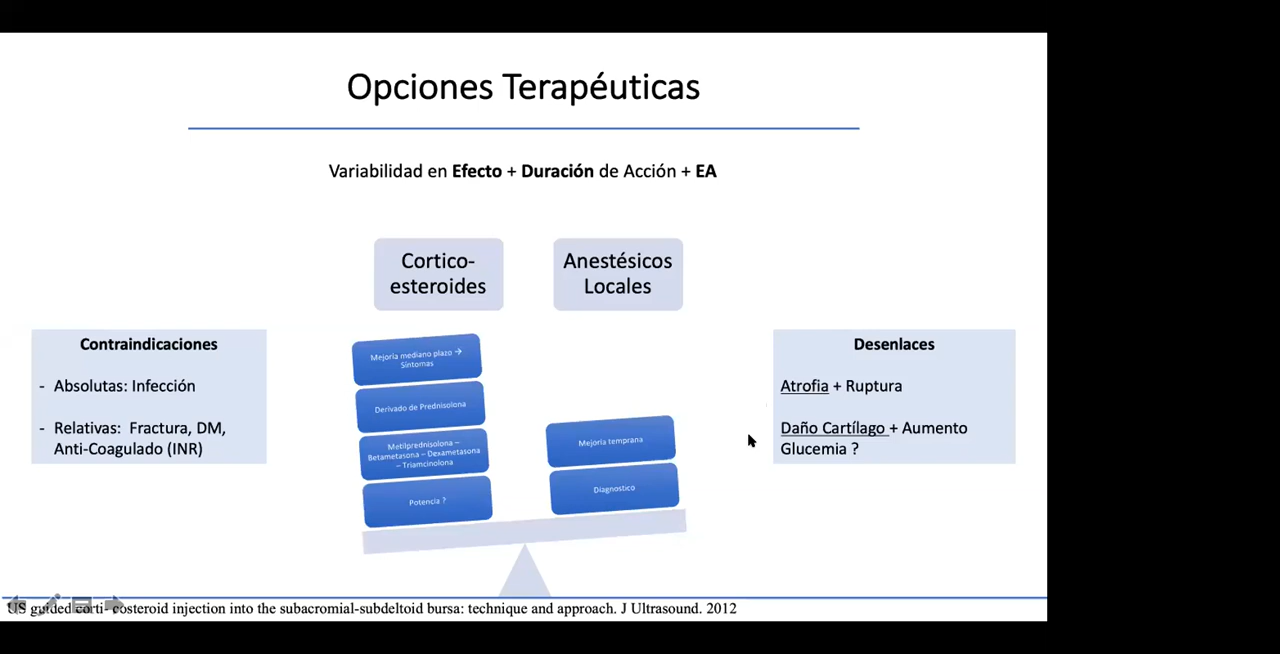 Opciones Terapéuticas
Variabilidad en Efecto + Duración de Acción + EA
Cortico-
esteroides
Anestésicos
Locales
Contraindicaciones
- Absolutas: Infección
- Relativas: Fractura, DM,
Anti-Coagulado (INR)
Mejoría mediano plazo →
Síntomas
Derivado de Prednisolona
Metilprednisolona –
Betametasona – Dexametasona
– Triamcinolona
Potencia ?
Mejoría temprana
Diagnostico
Desenlaces
Atrofia + Ruptura
Daño Cartílago + Aumento
Glucemia ?
US guided corti- costeroid injection into the subacromial-subdeltoid bursa: technique and approach. J Ultrasound. 2012